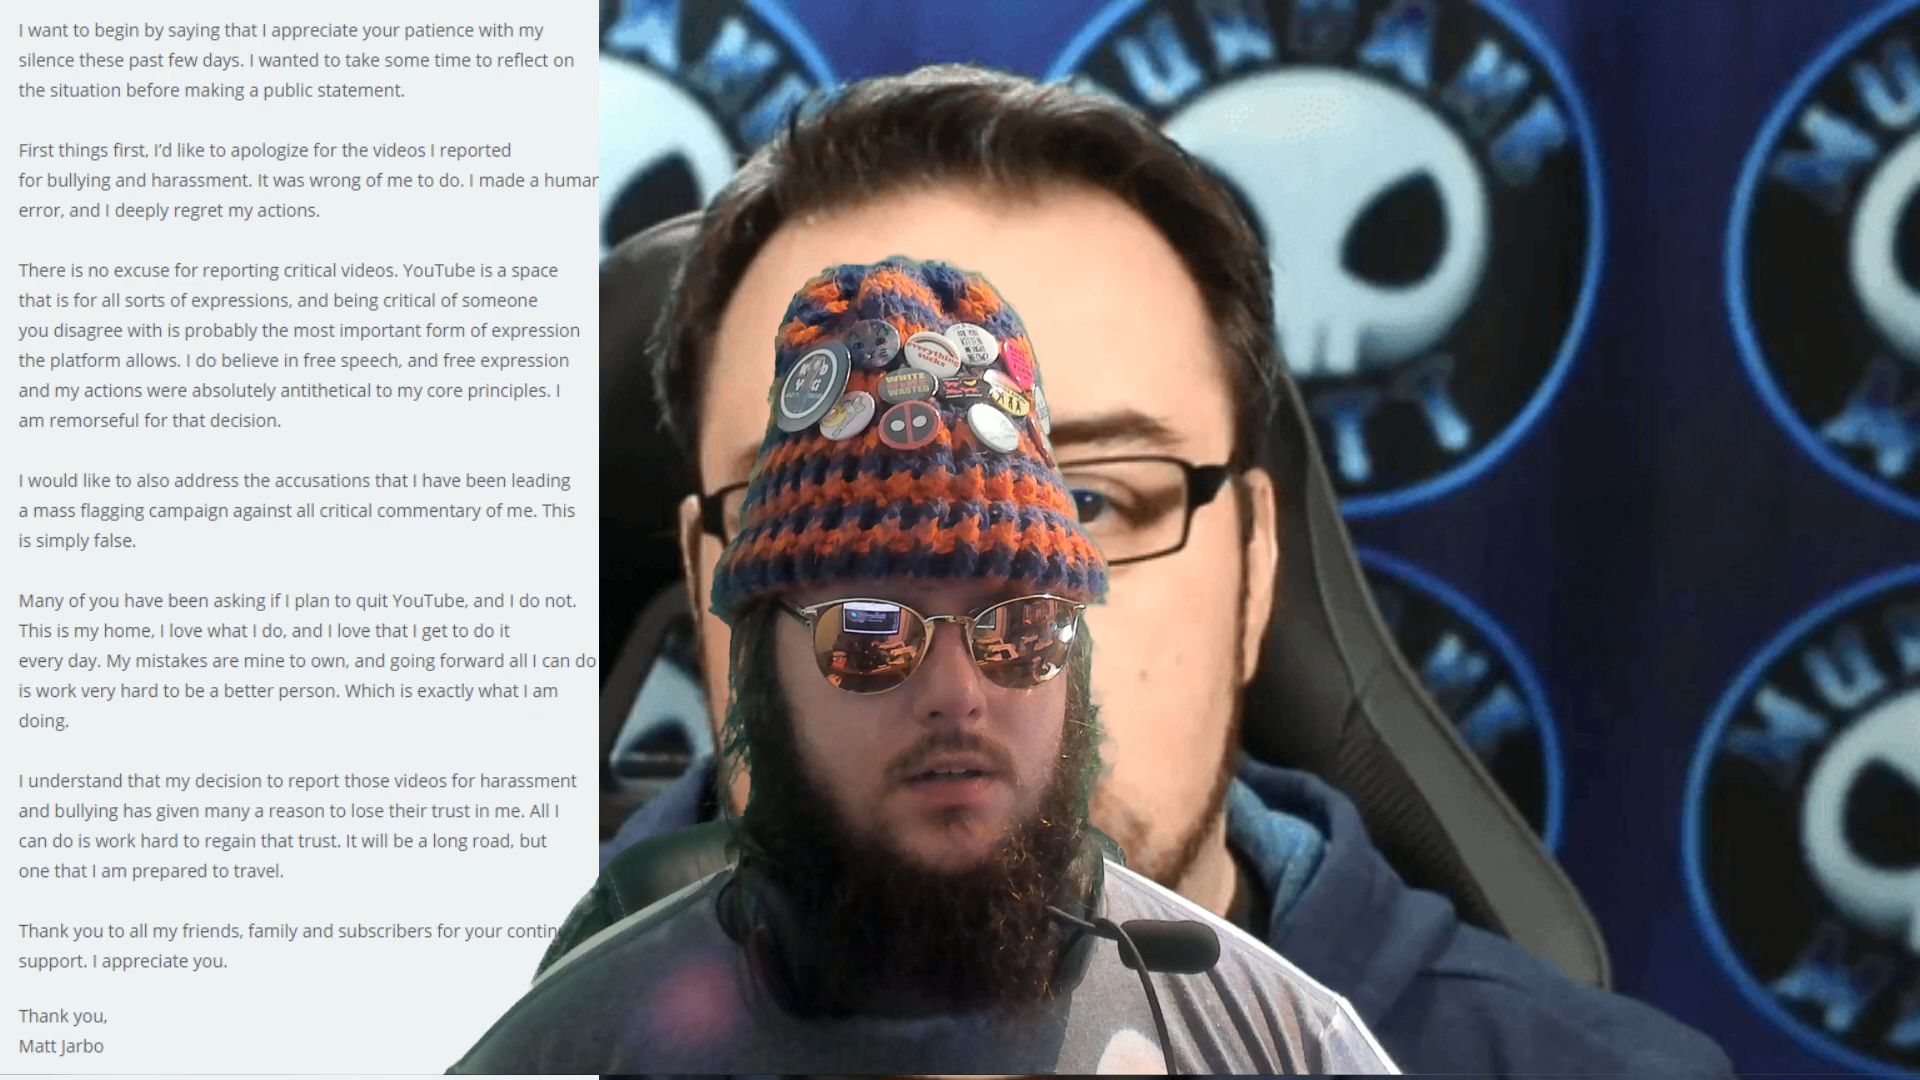 I want to begin by saying that I appreciate your patience with my
silence these past few days. I wanted to take some time to reflect on
the situation before making a public statement.
First things first, I’d like to apologize for the videos I reported
for bullying and harassment. It was wrong of me to do. I made a human
error, and I deeply regret my actions.
There is no excuse for reporting critical videos. YouTube is a space
that is for all sorts of expressions, and being critical of someone
you disagree with is probably the most important form of expression
the platform allows. I do believe in free speech, and free expression
and my actions were absolutely antithetical to my core principles. I
am remorseful for that decision.
I would like to also address the accusations that I have been leading
a mass flagging campaign against all critical commentary of me. This
is simply false.
Many of you have been asking if I plan to quit YouTube, and I do not.
This is my home, I love what I do, and I love that I get to do it
every day. My mistakes are mine to own, and going forward all I can do
is work very hard to be a better person. Which is exactly what I am
doing.
I understand that my decision to report those videos for harassment
and bullying has given many a reason to lose their trust in me. All I
can do is work hard to regain that trust. It will be a long road, but
one that I am prepared to travel.
Thank you to all my friends, family and subscribers for your contin
support. I appreciate you.
Thank you,
Matt Jarbo
everything
sucks
WHITE
WASTED